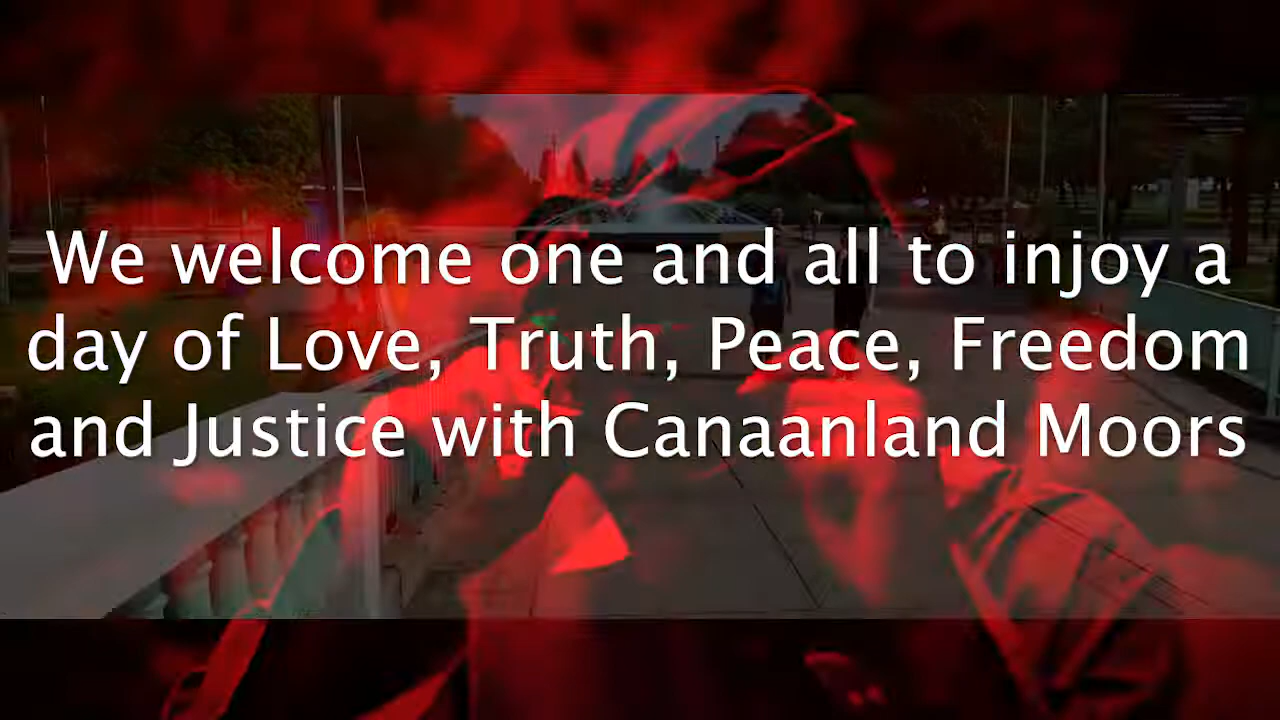 We welcome one and all to injoy a
day of Love, Truth, Peace, Freedom
and Justice with Canaanland Moors